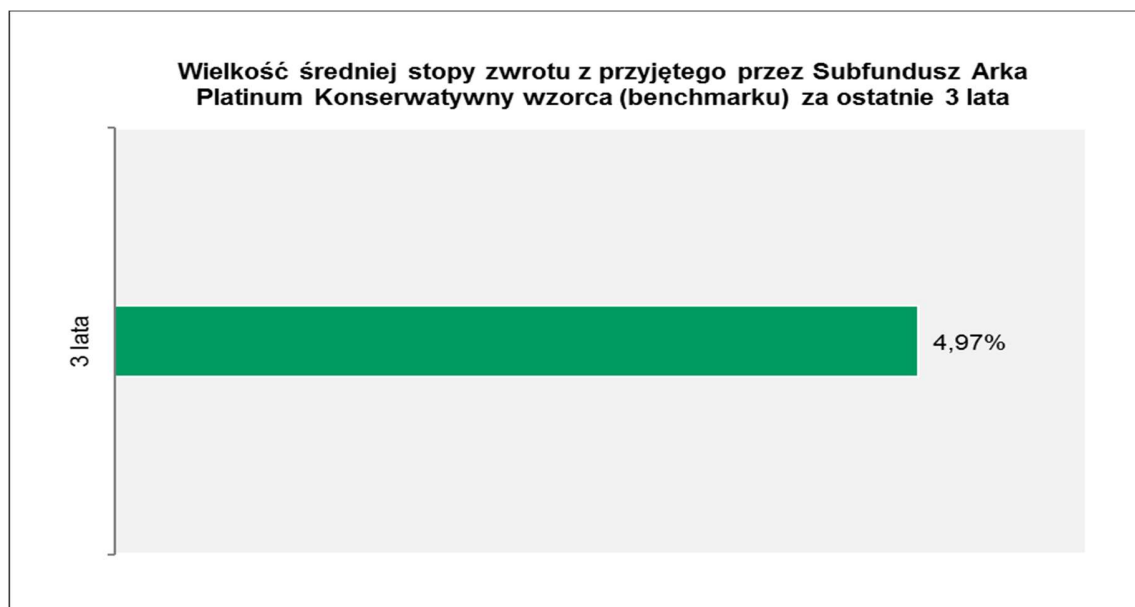 Wielkość średniej stopy zwrotu z przyjętego przez Subfundusz Arka
Platinum Konserwatywny wzorca (benchmarku) za ostatnie 3 lata
3 lata
4,97%